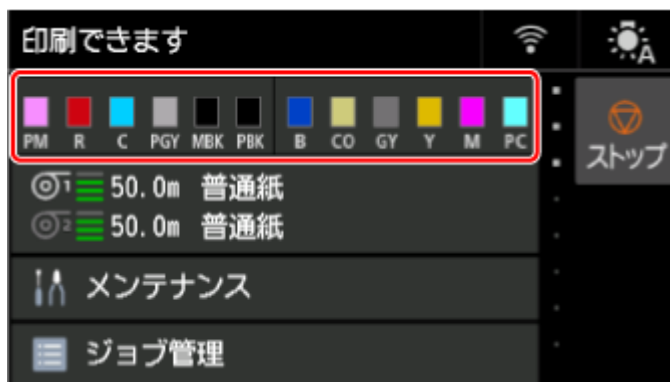 印刷できます
A
PM R C PGY MBK PBK B CO GY Y M PC
ストップ
1 50.0m 普通紙
2 50.0m 普通紙
メンテナンス
ジョブ管理